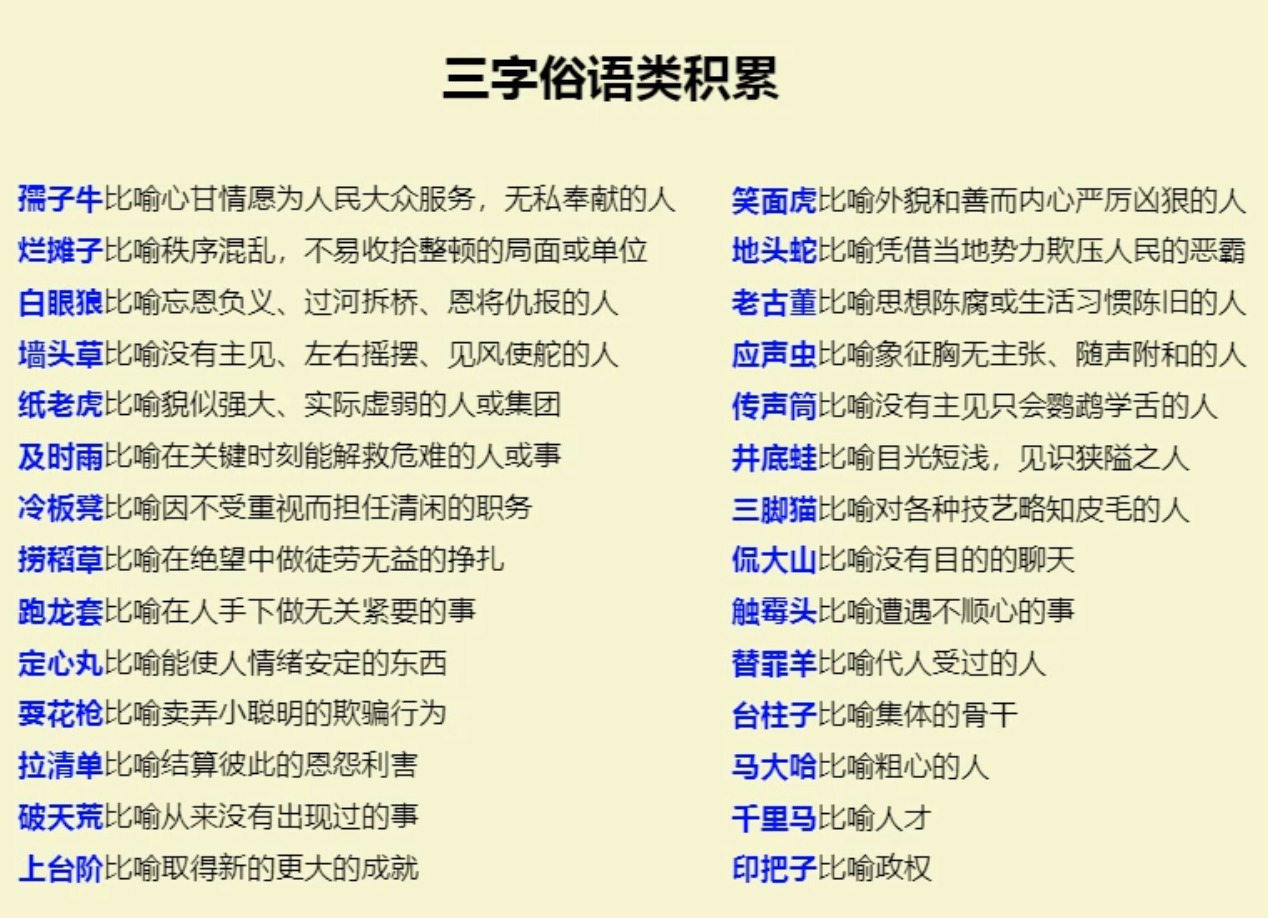 三字俗语类积累
孺子牛比喻心甘情愿为人民大众服务，无私奉献的人
烂摊子比喻秩序混乱，不易收拾整顿的局面或单位
白眼狼比喻忘恩负义、过河拆桥、恩将仇报的人
墙头草比喻没有主见、左右摇摆、见风使舵的人
纸老虎比喻貌似强大、实际虚弱的人或集团
及时雨比喻在关键时刻能解救危难的人或事
冷板凳比喻因不受重视而担任清闲的职务
捞稻草比喻在绝望中做徒劳无益的挣扎
跑龙套比喻在人手下做无关紧要的事
定心丸比喻能使人情绪安定的东西
耍花枪比喻卖弄小聪明的欺骗行为
拉清单比喻结算彼此的恩怨利害
破天荒比喻从来没有出现过的事
上台阶比喻取得新的更大的成就
笑面虎比喻外貌和善而内心严厉凶狠的人
地头蛇比喻凭借当地势力欺压人民的恶霸
老古董比喻思想陈腐或生活习惯陈旧的人
应声虫比喻象征胸无主张、随声附和的人
传声筒比喻没有主见只会鹦鹉学舌的人
井底蛙比喻目光短浅，见识狭隘之人
三脚猫比喻对各种技艺略知皮毛的人
侃大山比喻没有目的的聊天
触霉头比喻遭遇不顺心的事
替罪羊比喻代人受过的人
台柱子比喻集体的骨干
马大哈比喻粗心的人
千里马比喻人才
印把子比喻政权